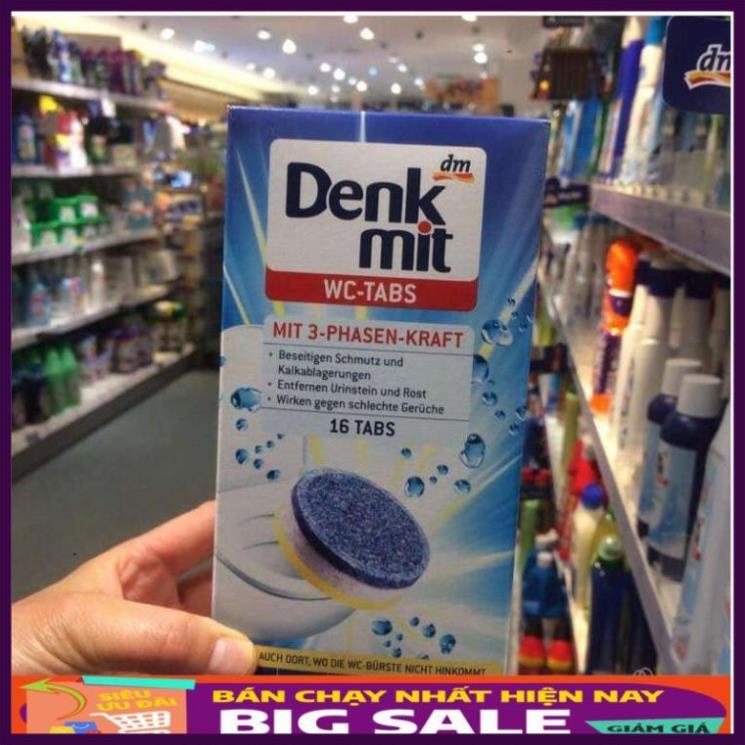 dm
Denk
mit
dm
WC-TABS
MIT 3-PHASEN-KRAFT
• Beseitigen Schmutz und
Kalkablagerungen
• Entfernen Urinstein und Rost
• Wirken gegen schlechte Gerüche
16 TABS
AUCH DORT, WO DIE WC-BÜRSTE NICHT HINKOMMT
SIÊU
ƯU ĐÃI
BÁN CHẠY NHẤT HIỆN NAY
BIG SALE
GIẢM GIÁ